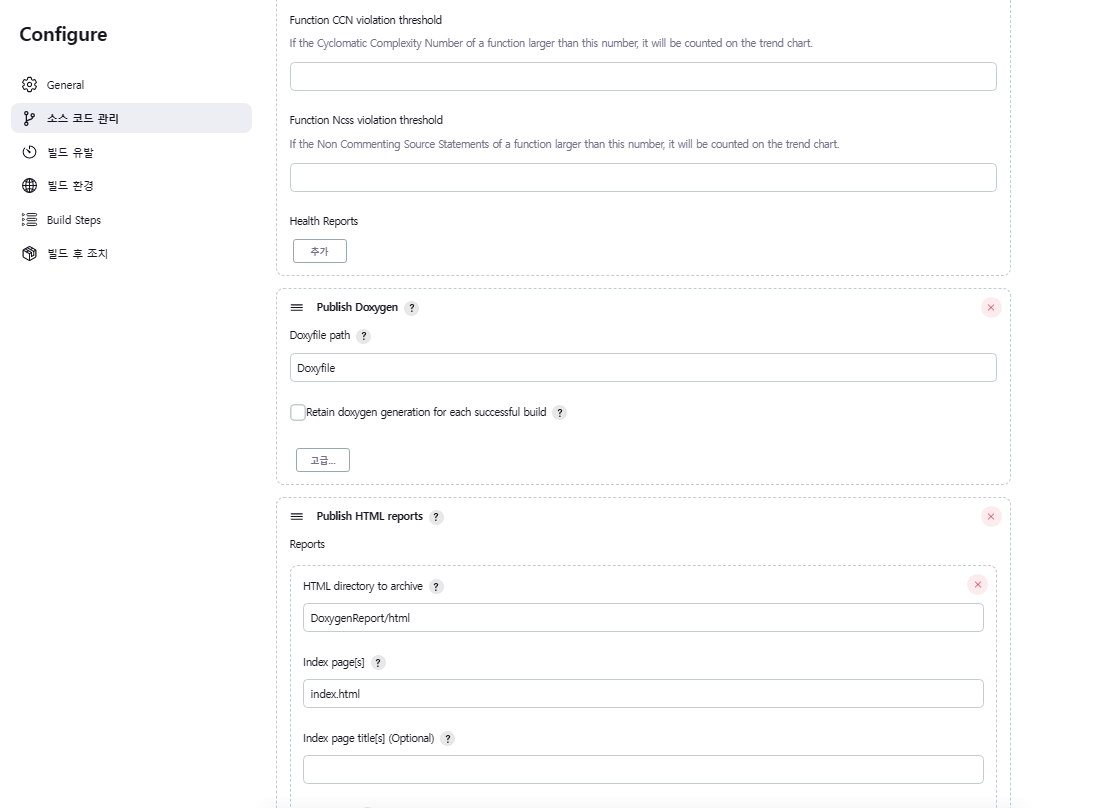 Configure
General
소스 코드 관리
빌드 유발
빌드 환경
Build Steps
빌드 후 조치
Function CCN violation threshold
If the Cyclomatic Complexity Number of a function larger than this number, it will be counted on the trend chart.
Function Ncss violation threshold
If the Non Commenting Source Statements of a function larger than this number, it will be counted on the trend chart.
Health Reports
추가
Publish Doxygen ?
Doxyfile path ?
Doxyfile
Retain doxygen generation for each successful build ?
고급...
Publish HTML reports ?
Reports
HTML directory to archive ?
DoxygenReport/html
Index page[s] ?
index.html
Index page title[s] (Optional) ?